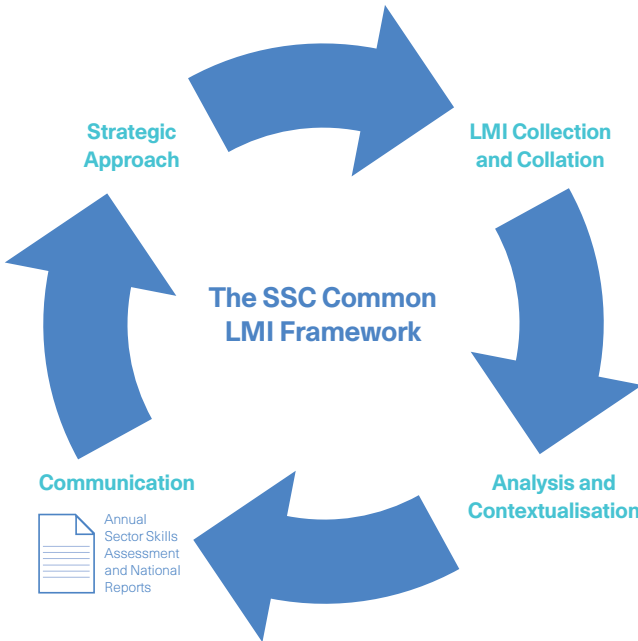 Strategic
Approach
LMI Collection
and Collation
The SSC Common
LMI Framework
Communication
Annual
Sector Skills
Assessment
and National
Reports
Analysis and
Contextualisation